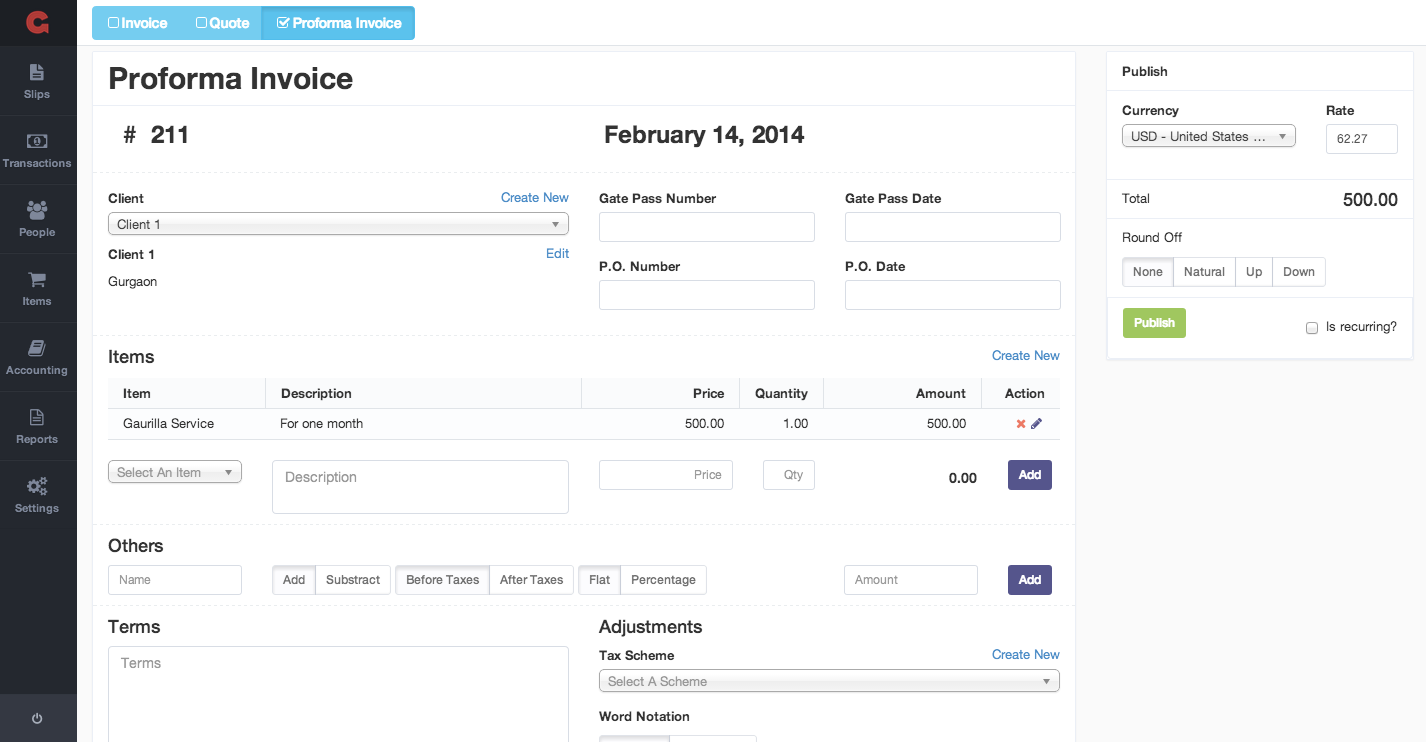 G
Slips
Transactions
People
Items
Accounting
Reports
Settings
Invoice Quote Proforma Invoice
Proforma Invoice
# 211 February 14, 2014
Client Create New
Client 1
Client 1 Edit
Gurgaon
Gate Pass Number Gate Pass Date
P.O. Number P.O. Date
Items Create New
Item Description Price Quantity Amount Action
Gaurilla Service For one month 500.00 1.00 500.00
Select An Item Description Price Qty 0.00 Add
Others
Name Add Substract Before Taxes After Taxes Flat Percentage Amount Add
Terms
Terms
Adjustments
Tax Scheme Create New
Select A Scheme
Word Notation
Publish
Currency Rate
USD - United States ... 62.27
Total 500.00
Round Off
None Natural Up Down
Publish Is recurring?